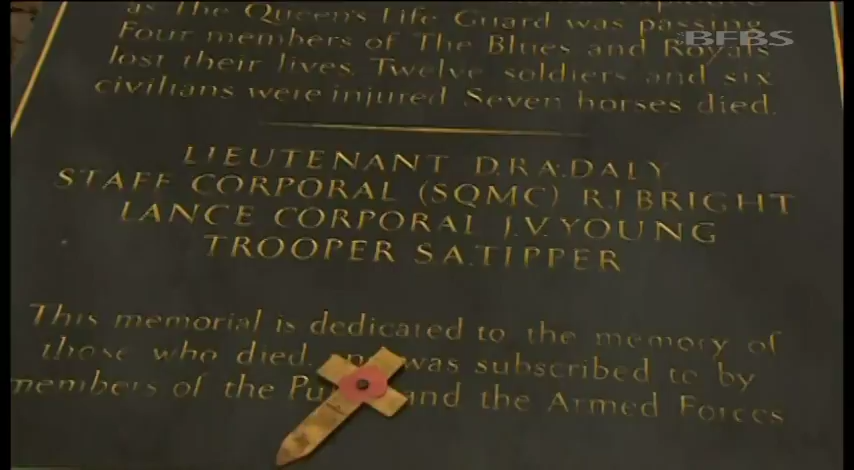 BFBS
as The Queen's Life Guard was passing.
Four members of The Blues and Royals
lost their lives. Twelve soldiers and six
civilians were injured. Seven horses died.
LIEUTENANT D.R.A.DALY
STAFF CORPORAL (SQMC) R.J.BRIGHT
LANCE CORPORAL J.V.YOUNG
TROOPER S.A.TIPPER
This memorial is dedicated to the memory of
those who died. was subscribed to by
members of the and the Armed Forces